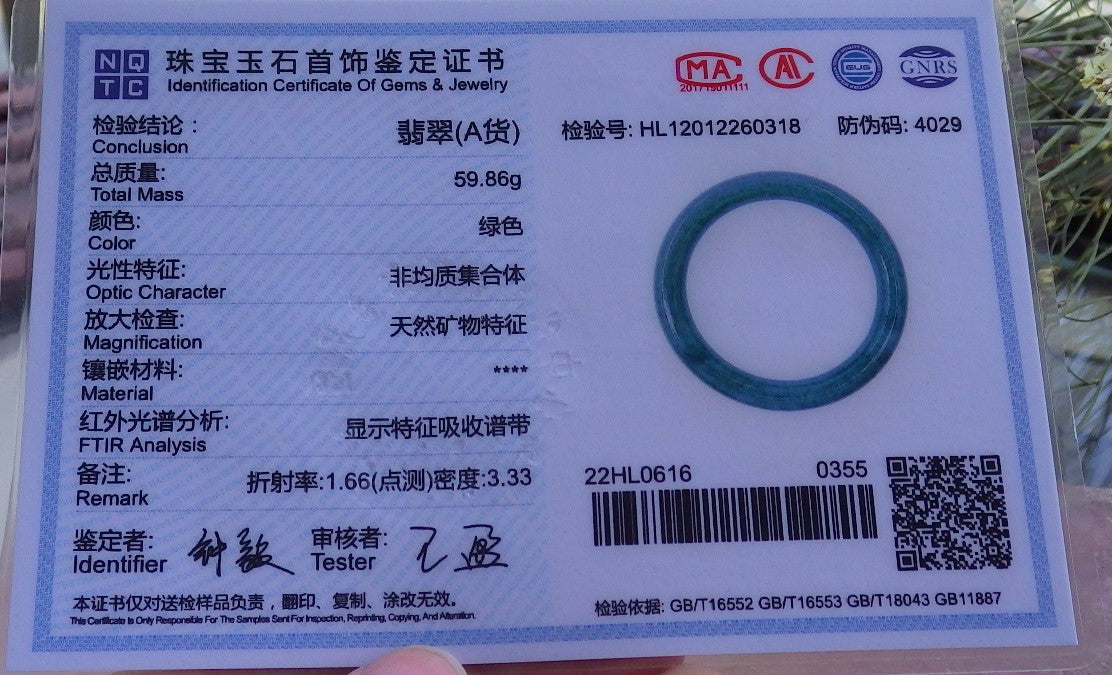 NQ
TC
珠宝玉石首饰鉴定证书
Identification Certificate Of Gems & Jewelry
MA
201719011111
EUS
GNRS
检验结论:
翡翠(A货)
Conclusion
检验号: HL12012260318
防伪码: 4029
总质量:
59.86g
Total Mass
颜色:
绿色
Color
光性特征:
非均质集合体
Optic Character
放大检查:
天然矿物特征
Magnification
镶嵌材料:
****
Material
红外光谱分析:
显示特征吸收谱带
FTIR Analysis
备注:
折射率:1.66(点测)密度:3.33
Remark
鉴定者:
Identifier
审核者:
Tester
本证书仅对送检样品负责，翻印、复制、涂改无效。
This Certificate Is Only Responsible For The Samples Sent For Inspection, Reprinting, Copying, And Alteration.
22HL0616
0355
检验依据: GB/T16552 GB/T16553 GB/T18043 GB11887